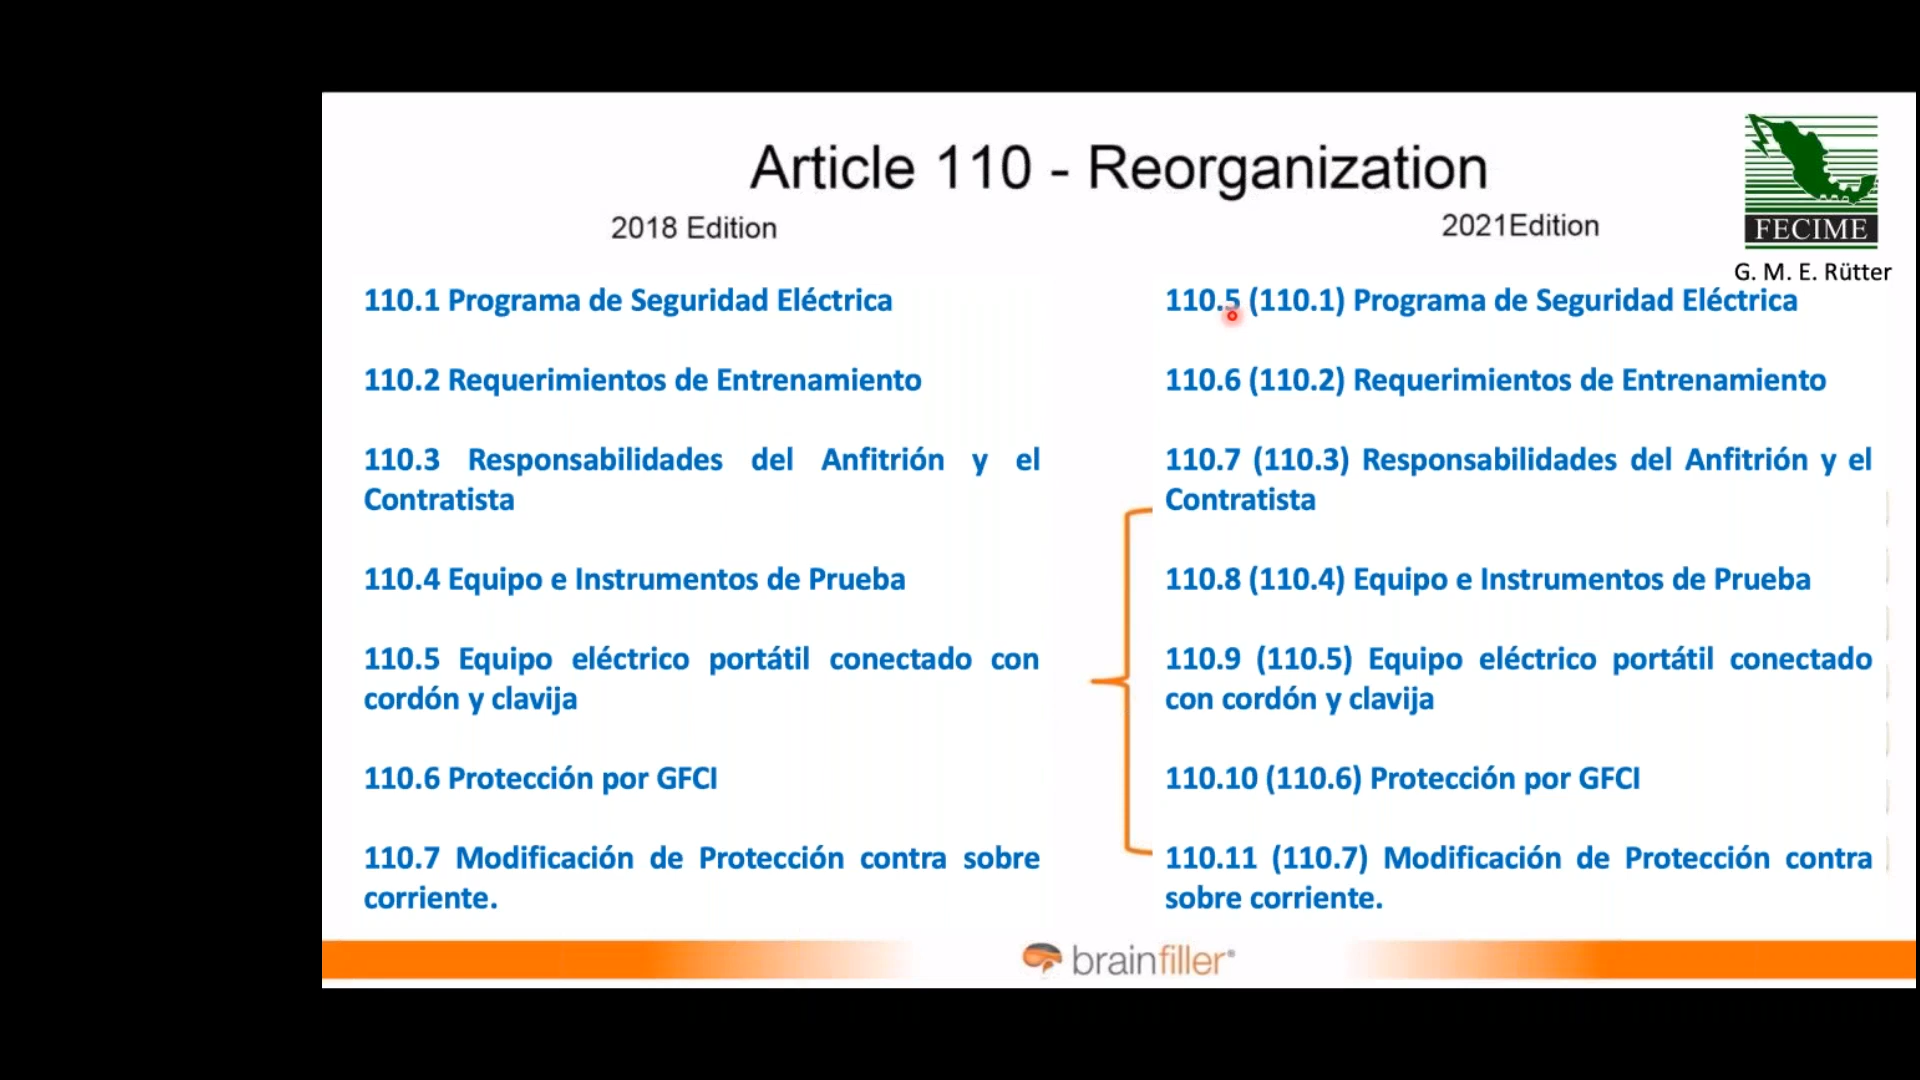 Article 110 - Reorganization
2018 Edition
2021Edition
FECIME
G. M. E. Rütter
110.1 Programa de Seguridad Eléctrica
110.2 Requerimientos de Entrenamiento
110.3 Responsabilidades del Anfitrión y el
Contratista
110.4 Equipo e Instrumentos de Prueba
110.5 Equipo eléctrico portátil conectado con
cordón y clavija
110.6 Protección por GFCI
110.7 Modificación de Protección contra sobre
corriente.
110.5 (110.1) Programa de Seguridad Eléctrica
110.6 (110.2) Requerimientos de Entrenamiento
110.7 (110.3) Responsabilidades del Anfitrión y el
Contratista
110.8 (110.4) Equipo e Instrumentos de Prueba
110.9 (110.5) Equipo eléctrico portátil conectado
con cordón y clavija
110.10 (110.6) Protección por GFCI
110.11 (110.7) Modificación de Protección contra
sobre corriente.
brainfiller®